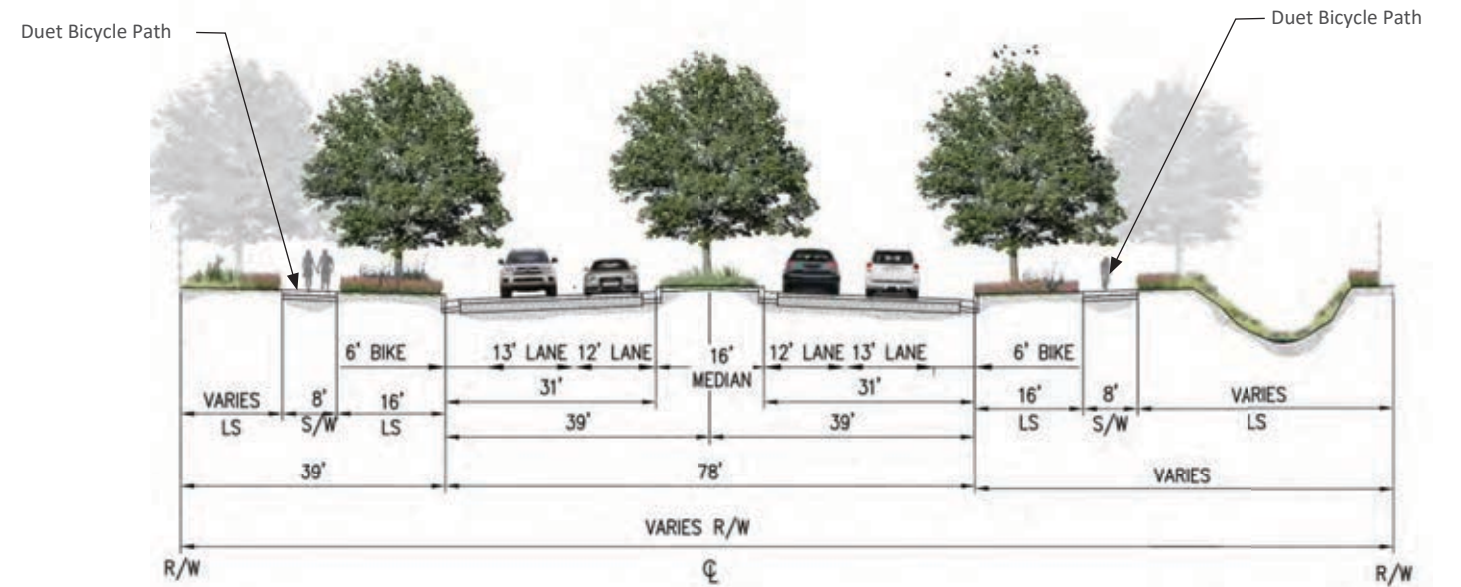 Duet Bicycle Path
Duet Bicycle Path
6' BIKE
13' LANE 12' LANE
16'
MEDIAN
12' LANE 13' LANE
6' BIKE
31'
31'
VARIES
LS
8'
S/W
16'
LS
39'
39'
16'
LS
8'
S/W
VARIES
LS
39'
78'
VARIES
VARIES R/W
R/W
℄
R/W